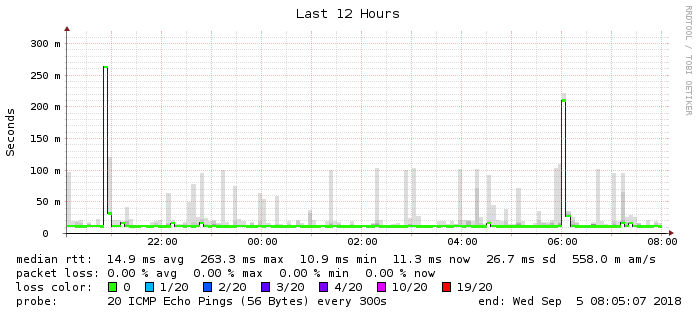 Last 12 Hours
RRDTOOL / TOBI OETIKER
Seconds
300 m
250 m
200 m
150 m
100 m
50 m
0
22:00 00:00 02:00 04:00 06:00 08:00
median rtt: 14.9 ms avg 263.3 ms max 10.9 ms min 11.3 ms now 26.7 ms sd 558.0 m am/s
packet loss: 0.00 % avg 0.00 % max 0.00 % min 0.00 % now
loss color: 0 1/20 2/20 3/20 4/20 10/20 19/20
probe: 20 ICMP Echo Pings (56 Bytes) every 300s end: Wed Sep 5 08:05:07 2018